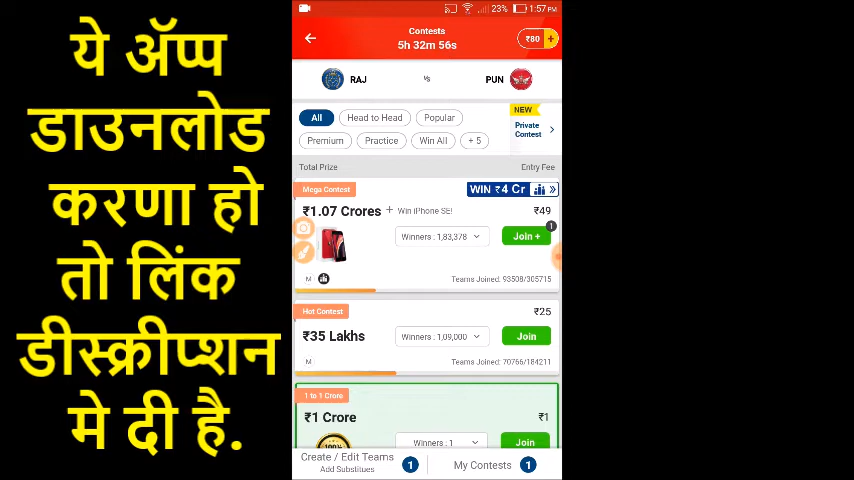 ये ॲप्प
डाउनलोड
करणा हो
तो लिंक
डीस्क्रीप्शन
मे दी है.
23% 1:57 PM
Contests
5h 32m 56s
₹80 +
RAJ V/S PUN
All Head to Head Popular
Premium Practice Win All + 5
NEW
Private
Contest
Total Prize Entry Fee
Mega Contest WIN ₹4 Cr
₹1.07 Crores + Win iPhone SE! ₹49
Winners : 1,83,378 Join + 1
M Teams Joined: 93508/305715
Hot Contest ₹25
₹35 Lakhs Winners : 1,09,000 Join
M Teams Joined: 70766/184211
1 to 1 Crore
₹1 Crore ₹1
100% Winners : 1 Join
Create / Edit Teams 1 My Contests 1
Add Substitues